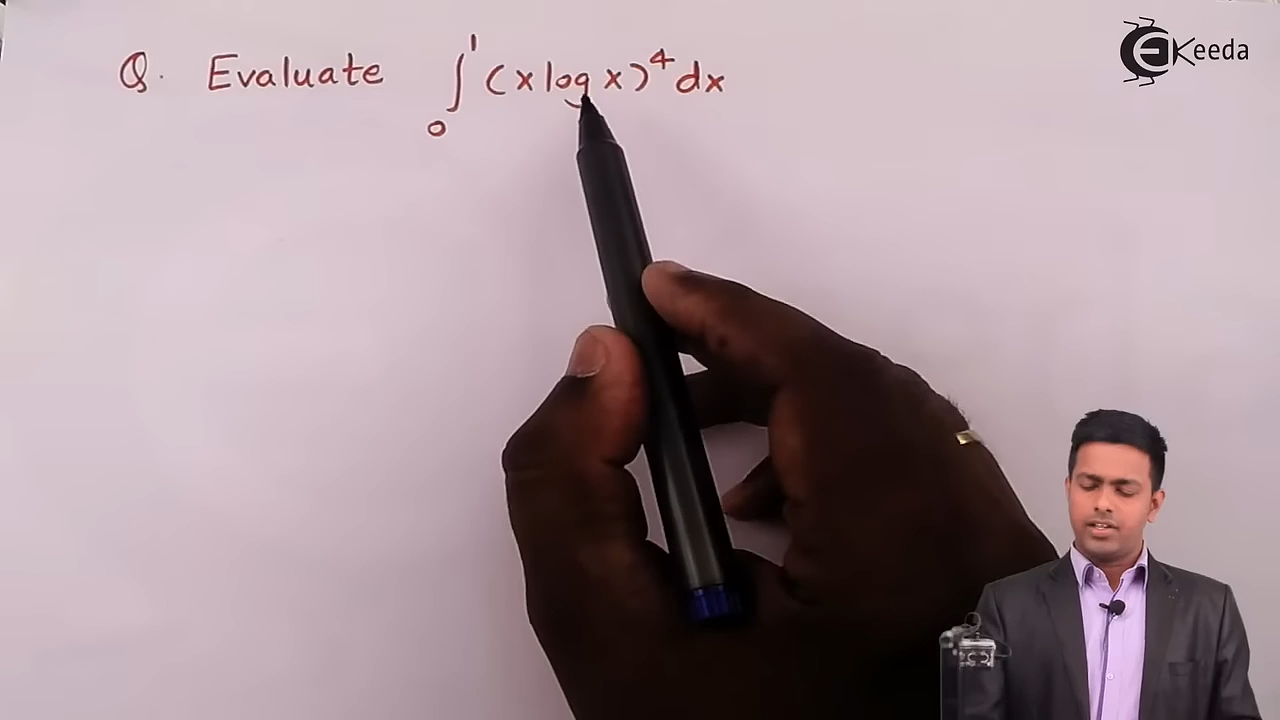 Q. Evaluate ∫₀¹ (x log x)⁴ dx
EKeeda